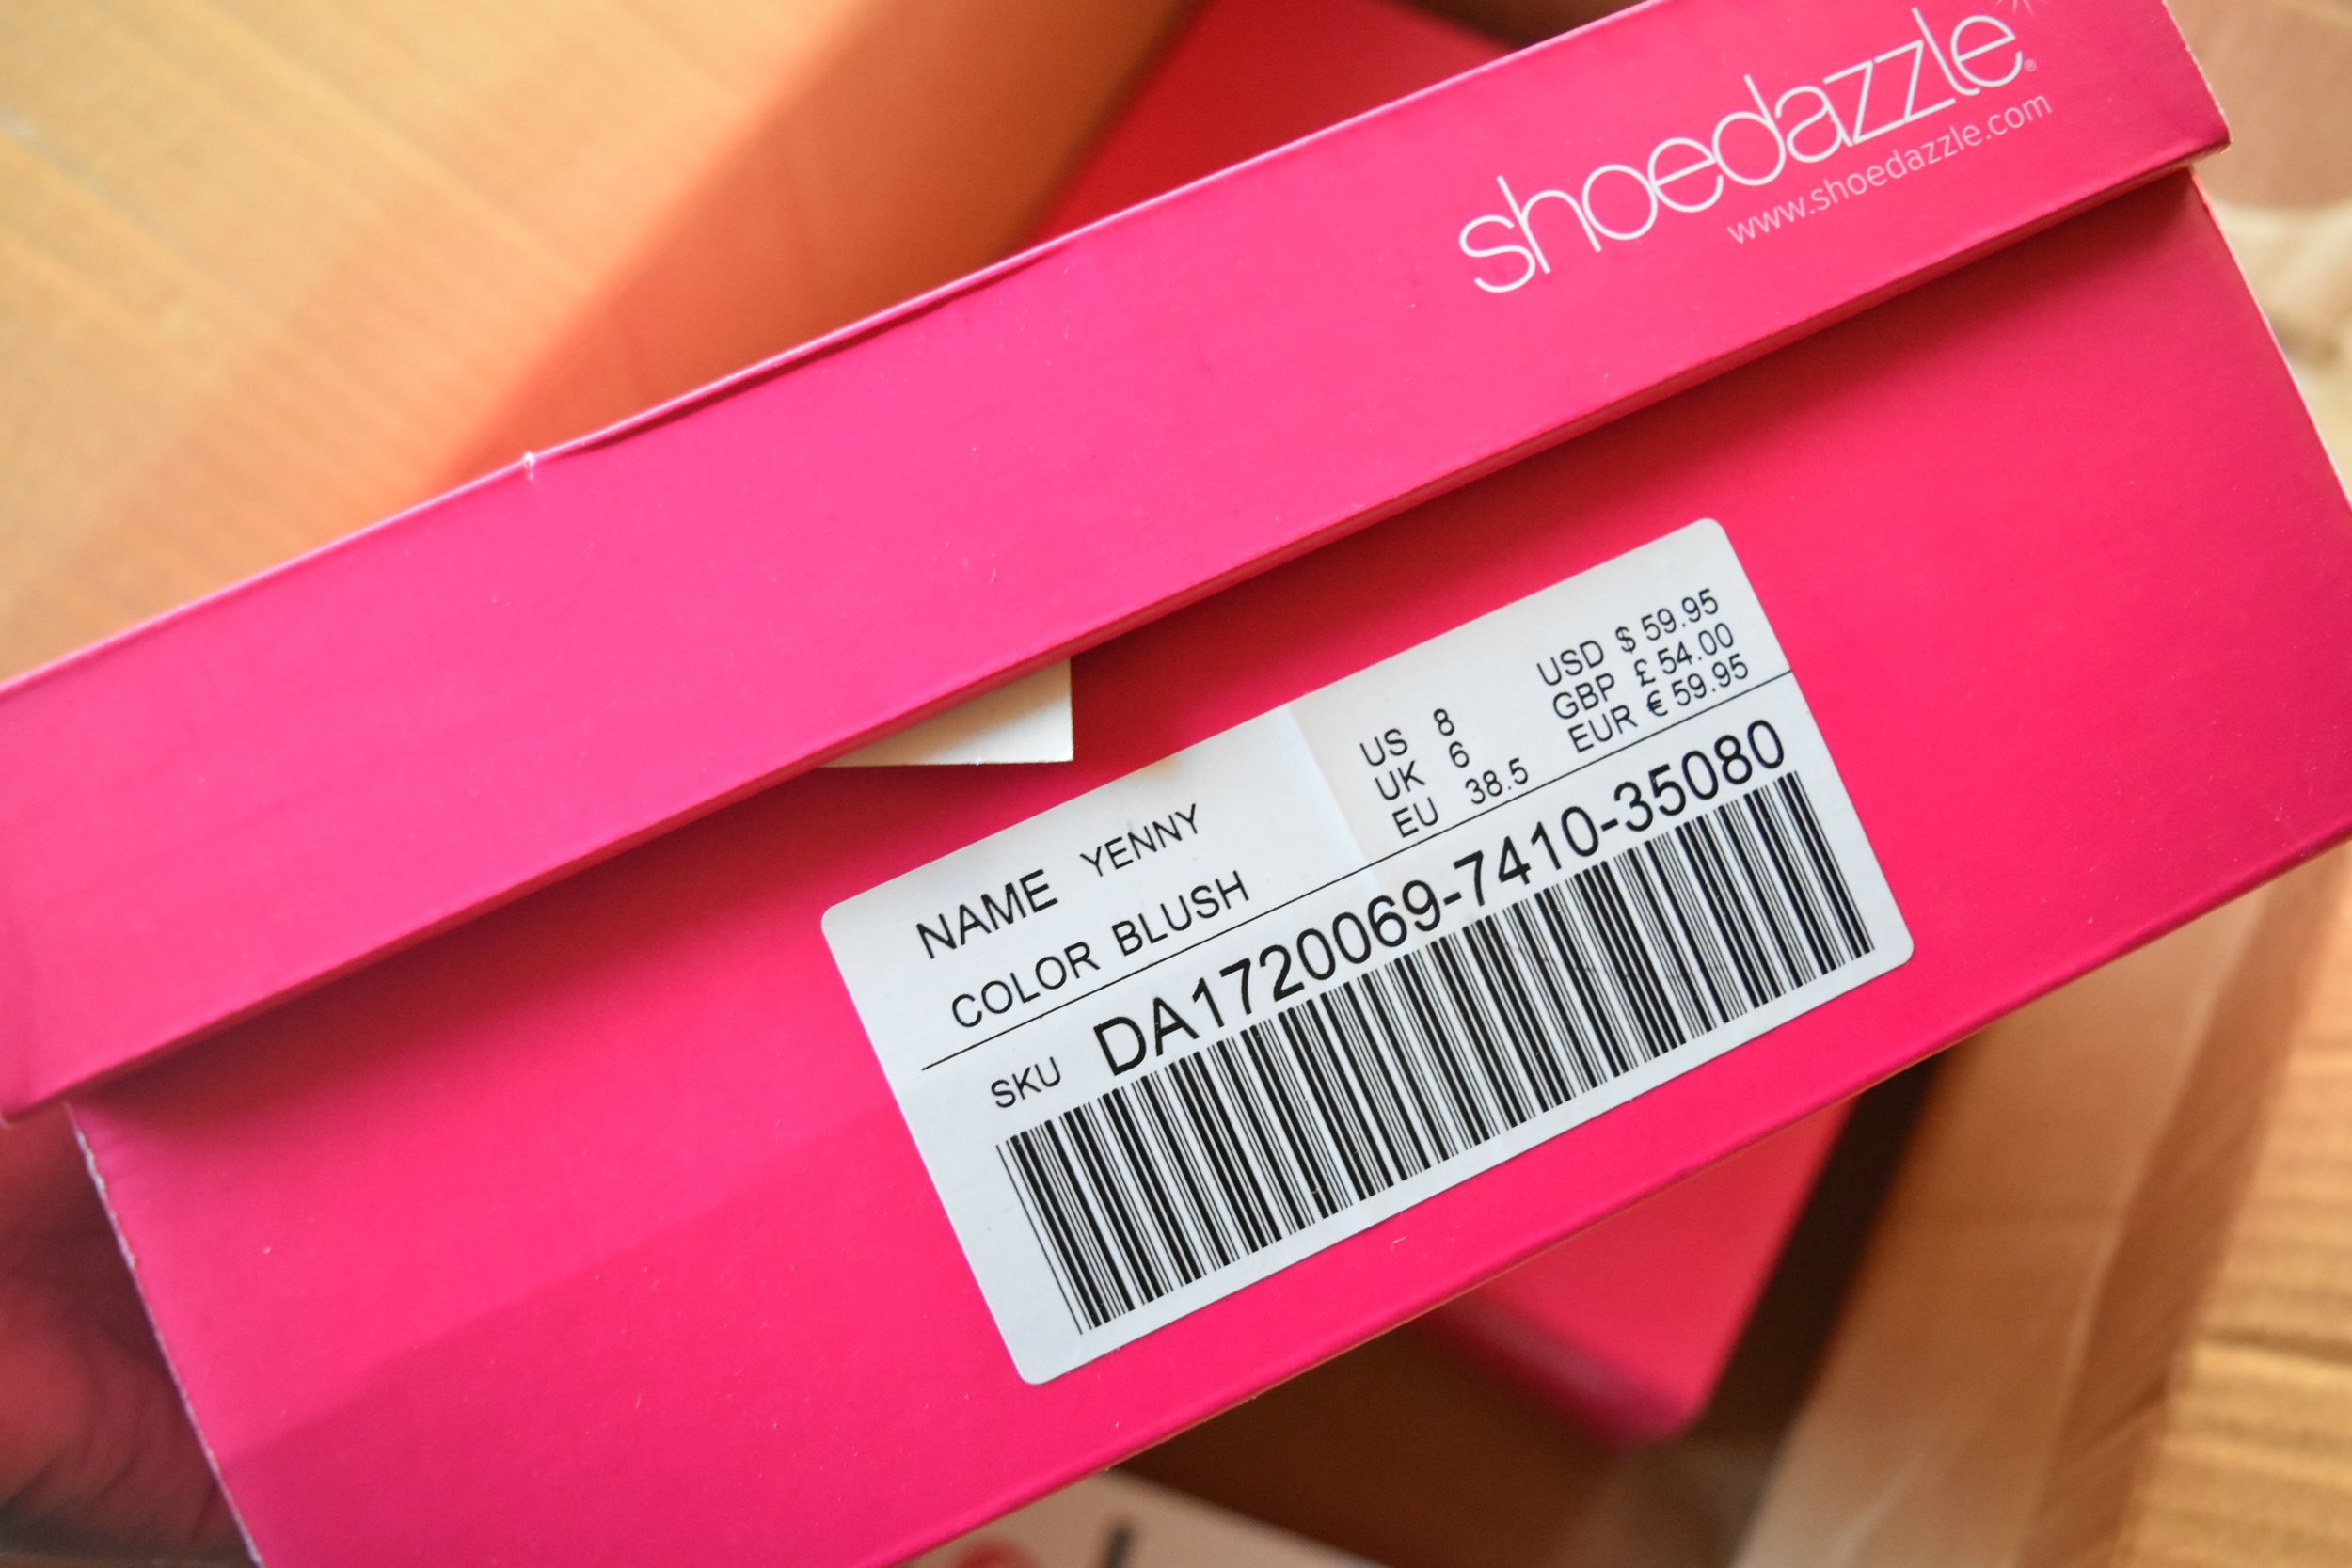 shoedazzle®
www.shoedazzle.com
NAME YENNY
COLOR BLUSH
US 8
UK 6
EU 38.5
USD $ 59.95
GBP £ 54.00
EUR € 59.95
SKU DA1720069-7410-35080